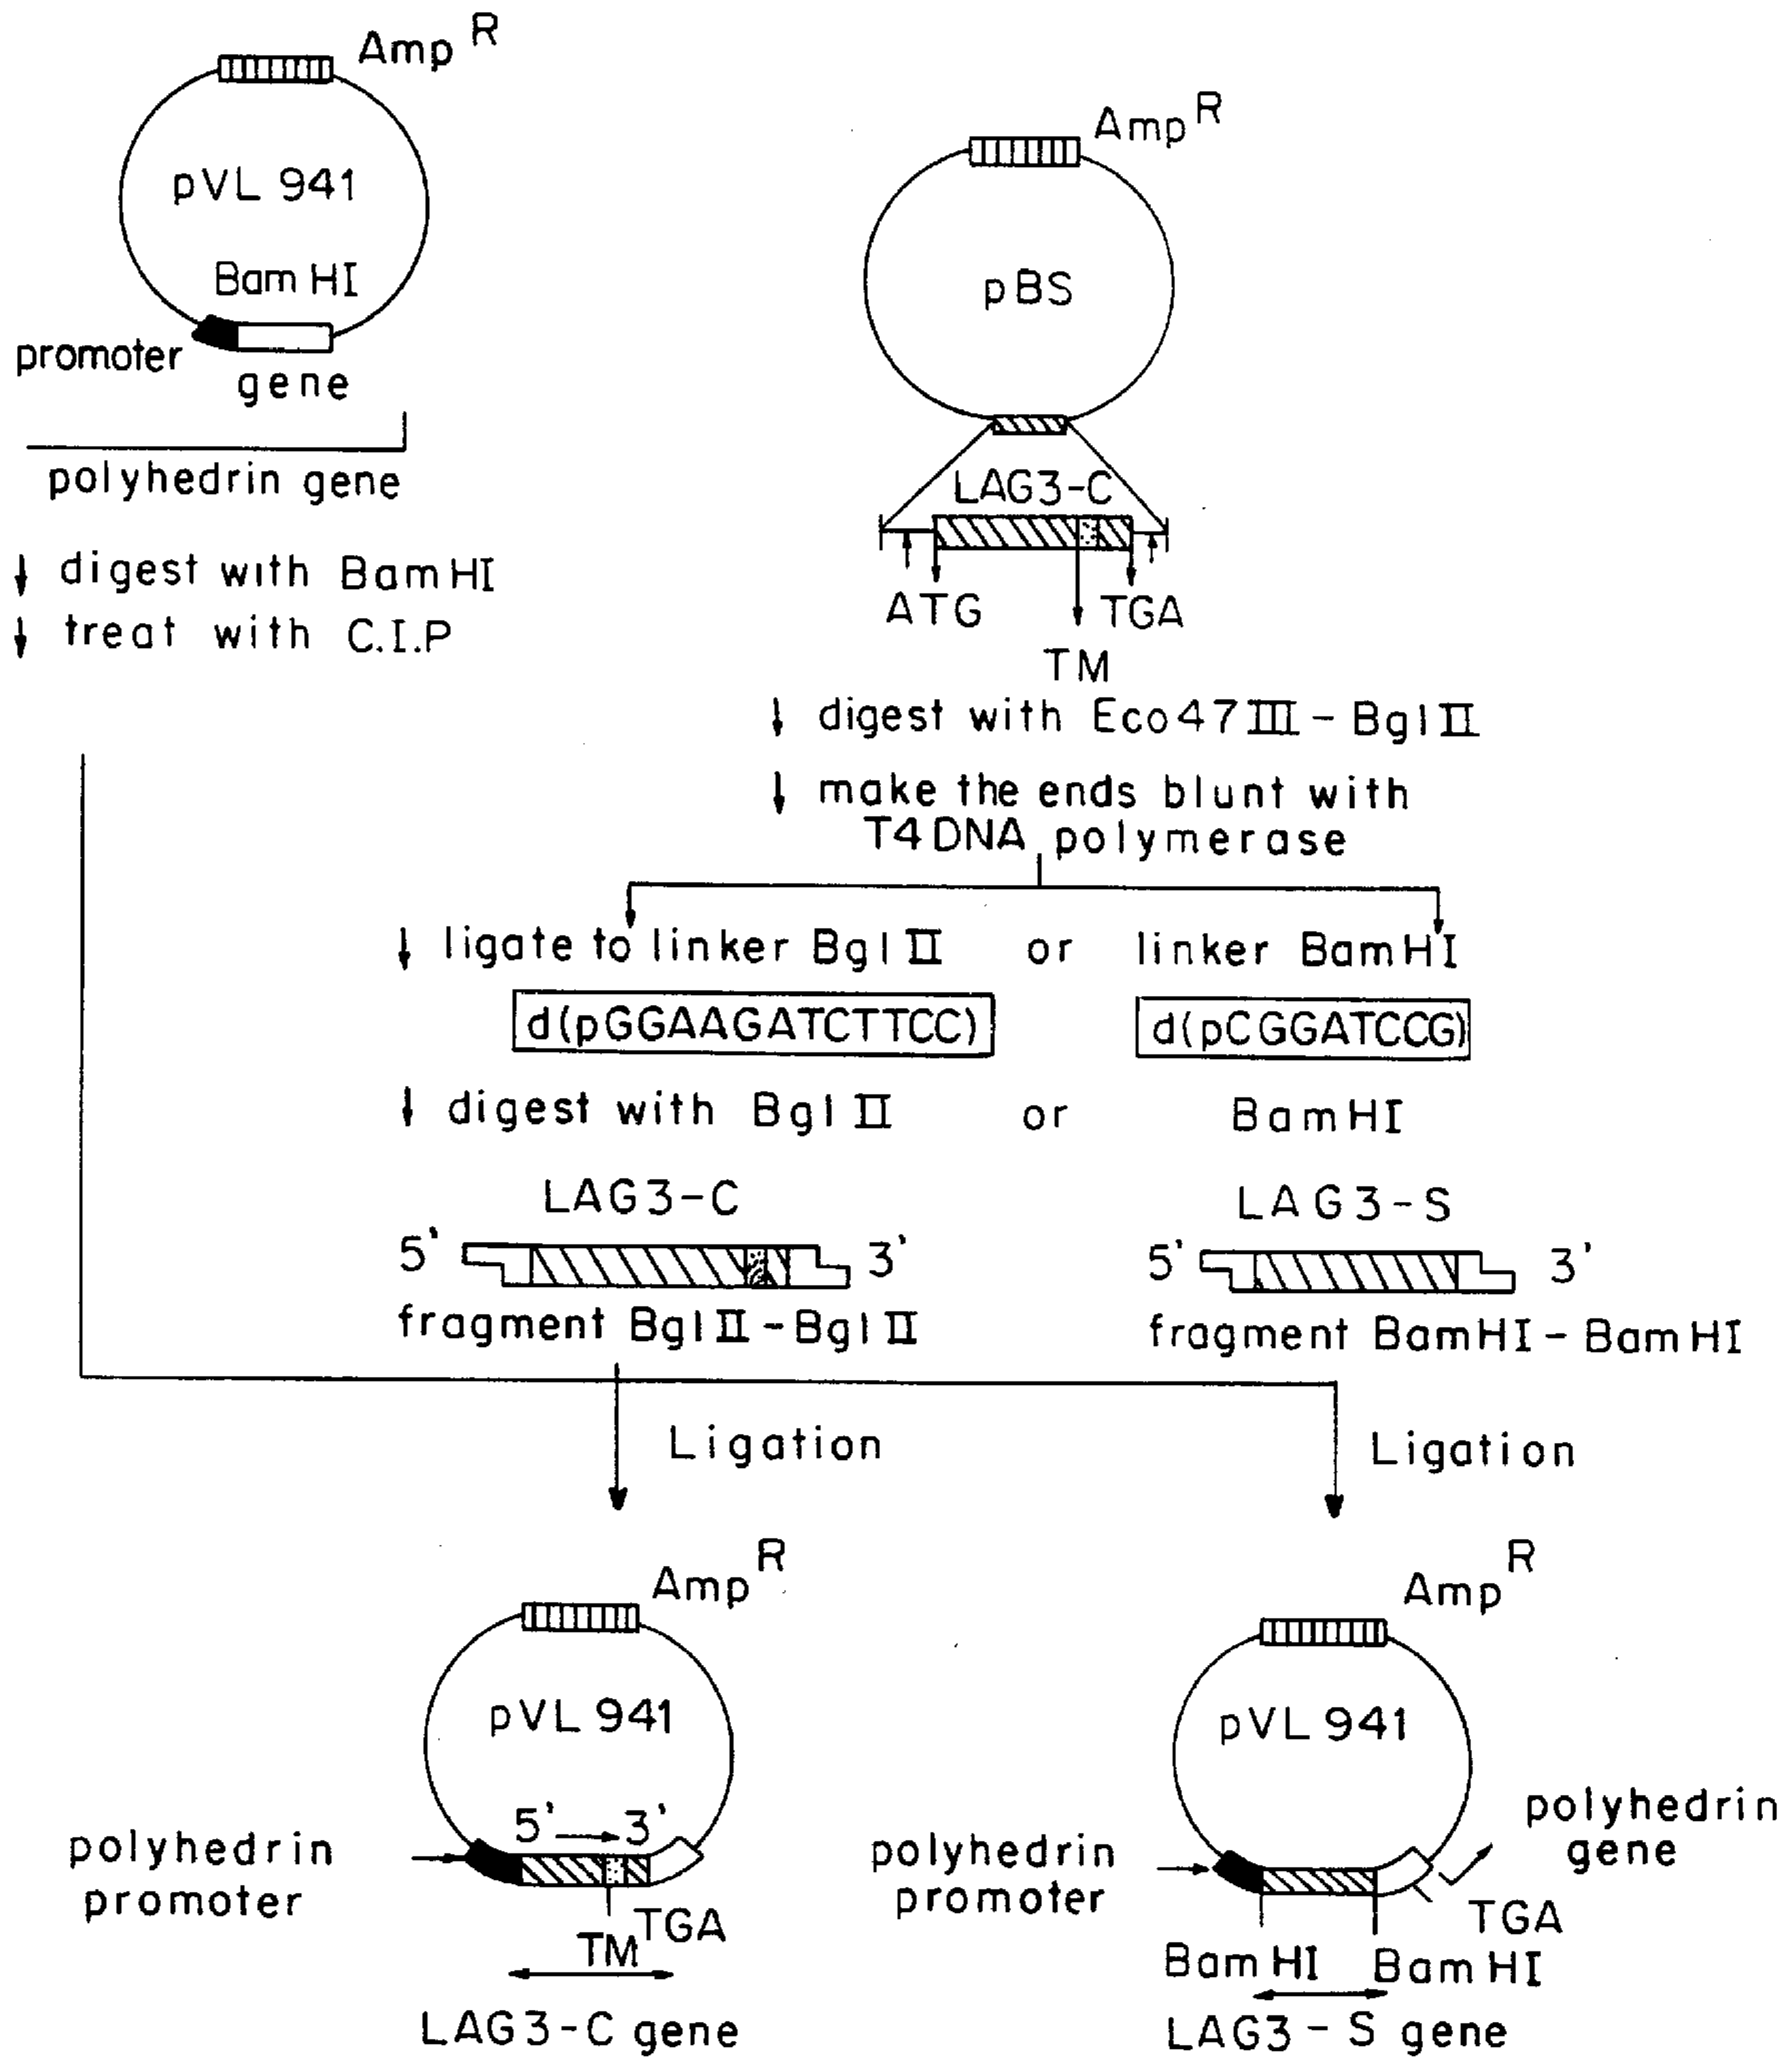 Amp R
pVL 941
Bam HI
promoter
gene
polyhedrin gene
↓ digest with BamHI
↓ treat with C.I.P
Amp R
pBS
LAG3-C
ATG
TGA
TM
↓ digest with Eco47III - BglII
↓ make the ends blunt with
T4DNA polymerase
↓ ligate to linker BglII or linker BamHI
d(pGGAAGATCTTCC)
d(pCGGATCCG)
↓ digest with BglII or BamHI
LAG3-C
5' 3'
fragment BglII-BglII
LAG3-S
5' 3'
fragment BamHI-BamHI
Ligation
Ligation
Amp R
pVL 941
5' → 3'
polyhedrin
promoter
TGA
TM
LAG3-C gene
Amp R
pVL 941
polyhedrin
gene
polyhedrin
promoter
TGA
Bam HI
Bam HI
LAG3-S gene